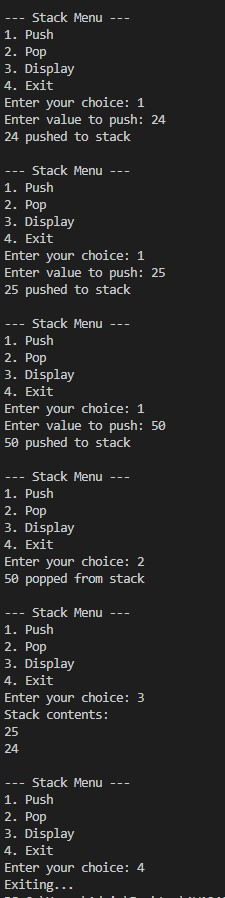 --- Stack Menu ---
1. Push
2. Pop
3. Display
4. Exit
Enter your choice: 1
Enter value to push: 24
24 pushed to stack
--- Stack Menu ---
1. Push
2. Pop
3. Display
4. Exit
Enter your choice: 1
Enter value to push: 25
25 pushed to stack
--- Stack Menu ---
1. Push
2. Pop
3. Display
4. Exit
Enter your choice: 1
Enter value to push: 50
50 pushed to stack
--- Stack Menu ---
1. Push
2. Pop
3. Display
4. Exit
Enter your choice: 2
50 popped from stack
--- Stack Menu ---
1. Push
2. Pop
3. Display
4. Exit
Enter your choice: 3
Stack contents:
25
24
--- Stack Menu ---
1. Push
2. Pop
3. Display
4. Exit
Enter your choice: 4
Exiting...